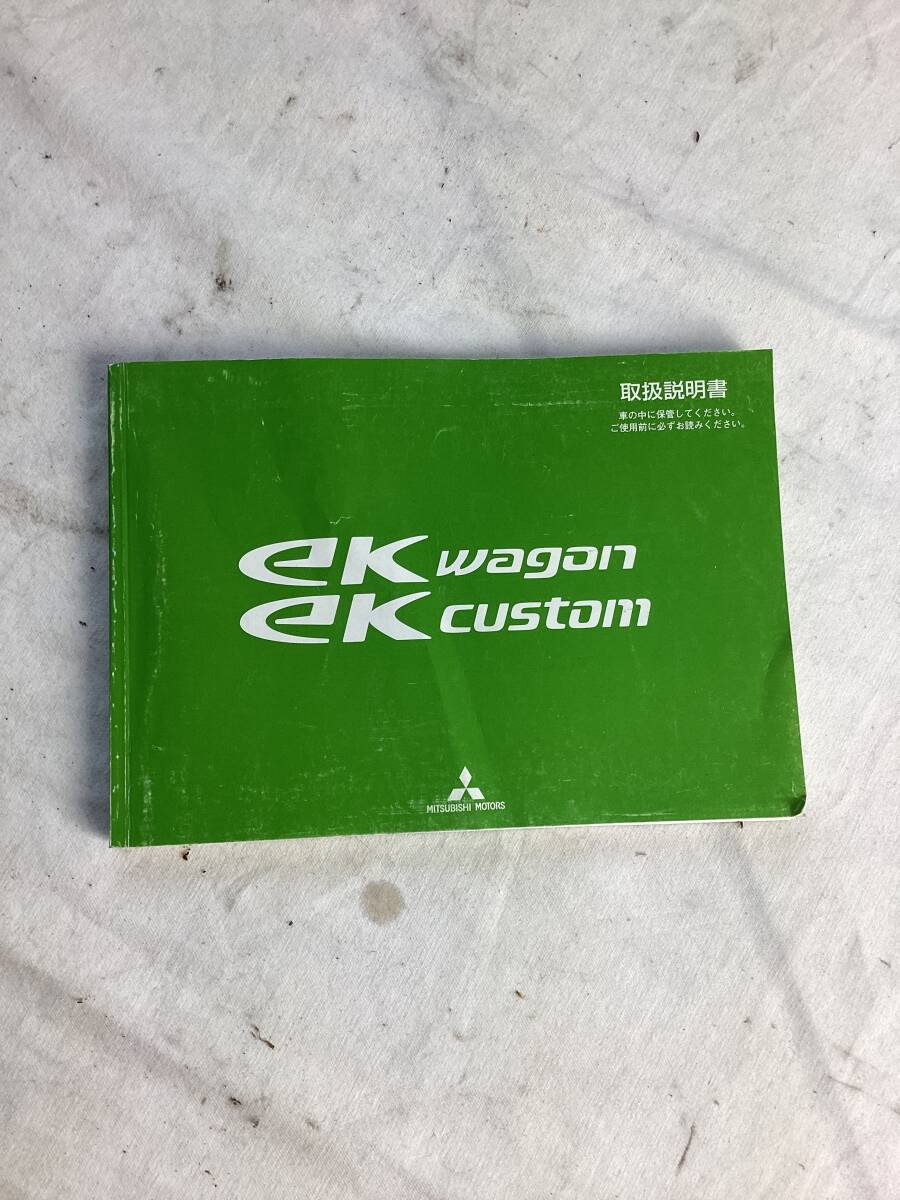 取扱説明書
車の中に保管してください。
ご使用前に必ずお読みください。
eK wagon
eK custom
MITSUBISHI MOTORS